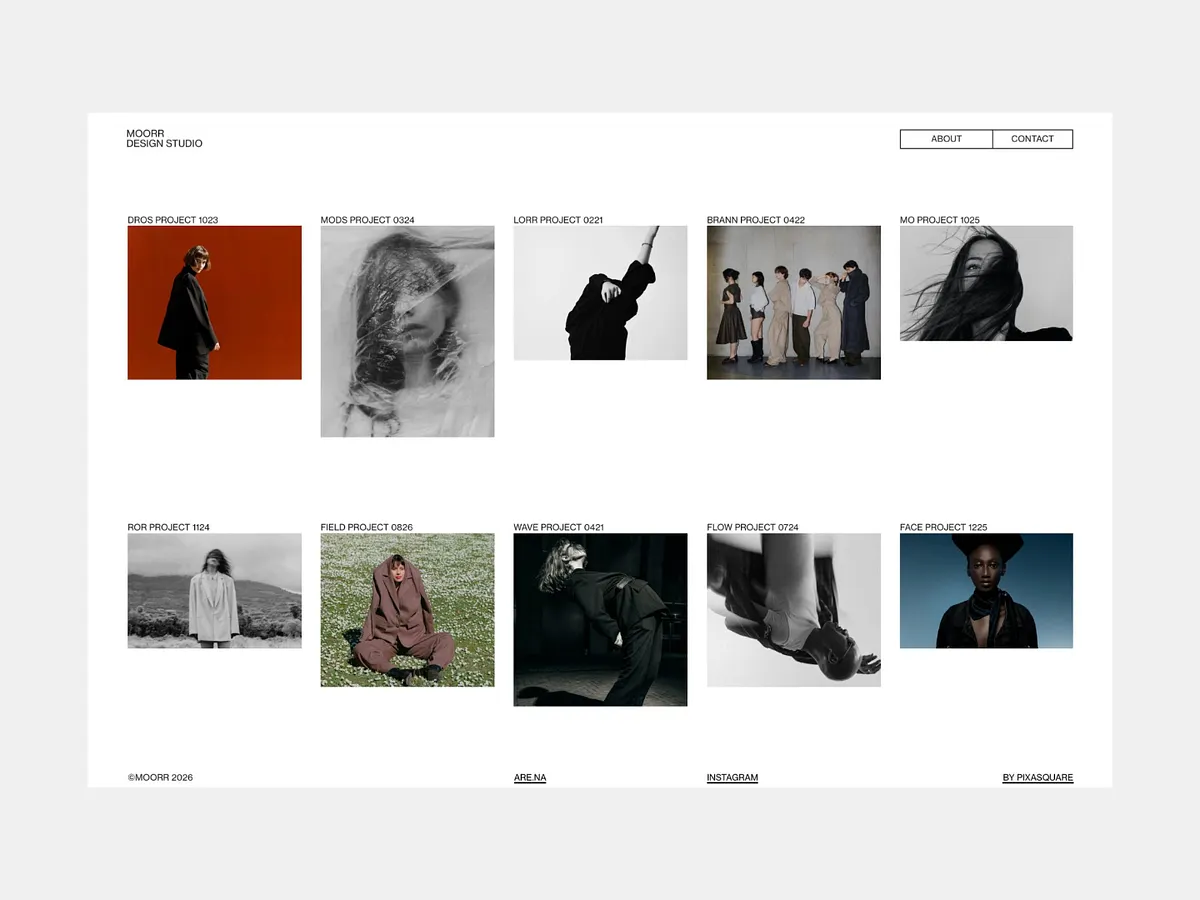 MOORR
DESIGN STUDIO
ABOUT
CONTACT
DROS PROJECT 1023
MODS PROJECT 0324
LORR PROJECT 0221
BRANN PROJECT 0422
MO PROJECT 1025
ROR PROJECT 1124
FIELD PROJECT 0826
WAVE PROJECT 0421
FLOW PROJECT 0724
FACE PROJECT 1225
©MOORR 2026
ARE.NA
INSTAGRAM
BY PIXASQUARE